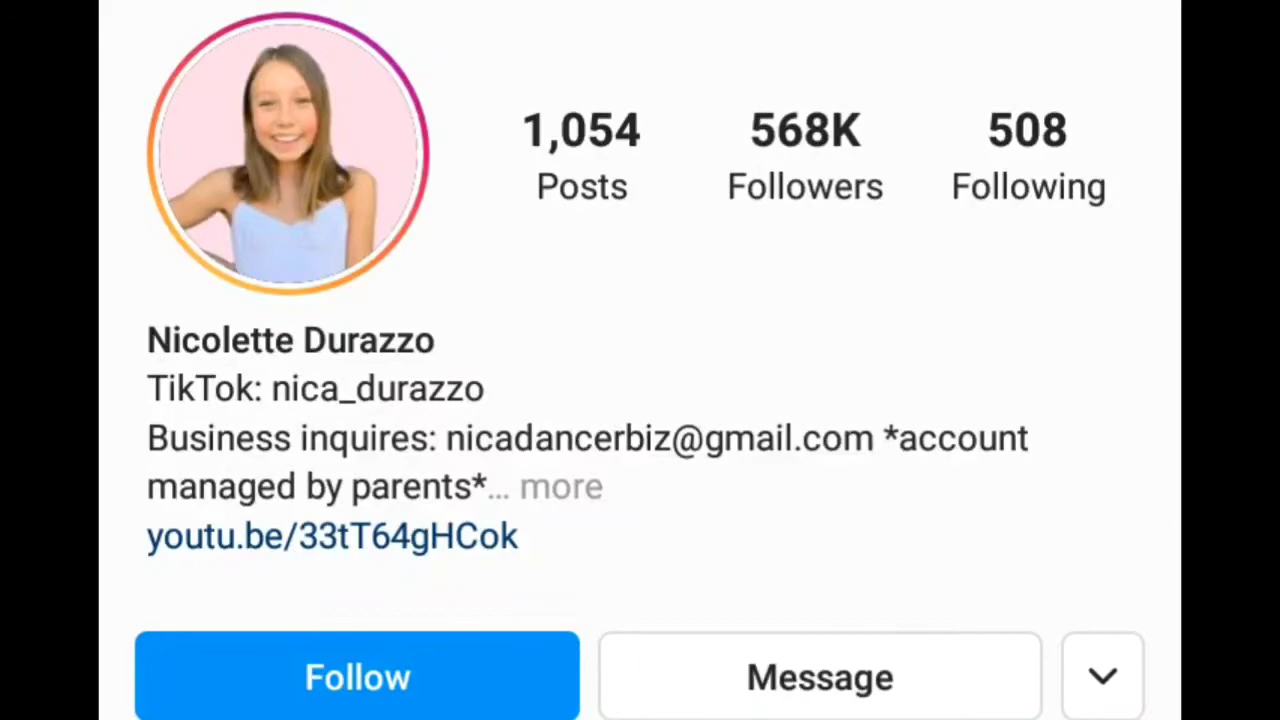 1,054 568K 508
Posts Followers Following
Nicolette Durazzo
TikTok: nica_durazzo
Business inquires: nicadancerbiz@gmail.com *account
managed by parents*... more
youtu.be/33tT64gHCok
Follow Message